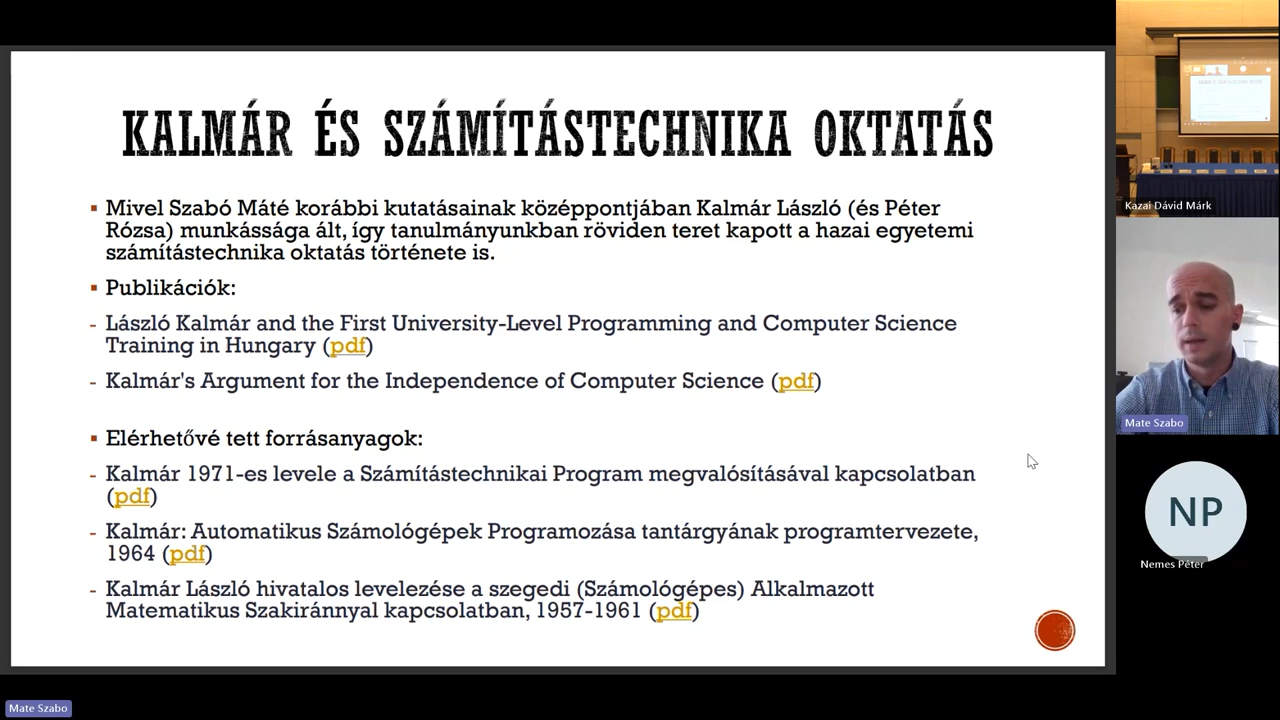 KALMÁR ÉS SZÁMÍTÁSTECHNIKA OKTATÁS
▪ Mivel Szabó Máté korábbi kutatásainak középpontjában Kalmár László (és Péter
Rózsa) munkássága ált, így tanulmányunkban röviden teret kapott a hazai egyetemi
számítástechnika oktatás története is.
▪ Publikációk:
- László Kalmár and the First University-Level Programming and Computer Science
Training in Hungary (pdf)
- Kalmár's Argument for the Independence of Computer Science (pdf)
▪ Elérhetővé tett forrásanyagok:
- Kalmár 1971-es levele a Számítástechnikai Program megvalósításával kapcsolatban
(pdf)
- Kalmár: Automatikus Számológépek Programozása tantárgyának programtervezete,
1964 (pdf)
- Kalmár László hivatalos levelezése a szegedi (Számológépes) Alkalmazott
Matematikus Szakiránnyal kapcsolatban, 1957-1961 (pdf)
Kazai Dávid Márk
Mate Szabo
NP
Nemes Péter
Mate Szabo